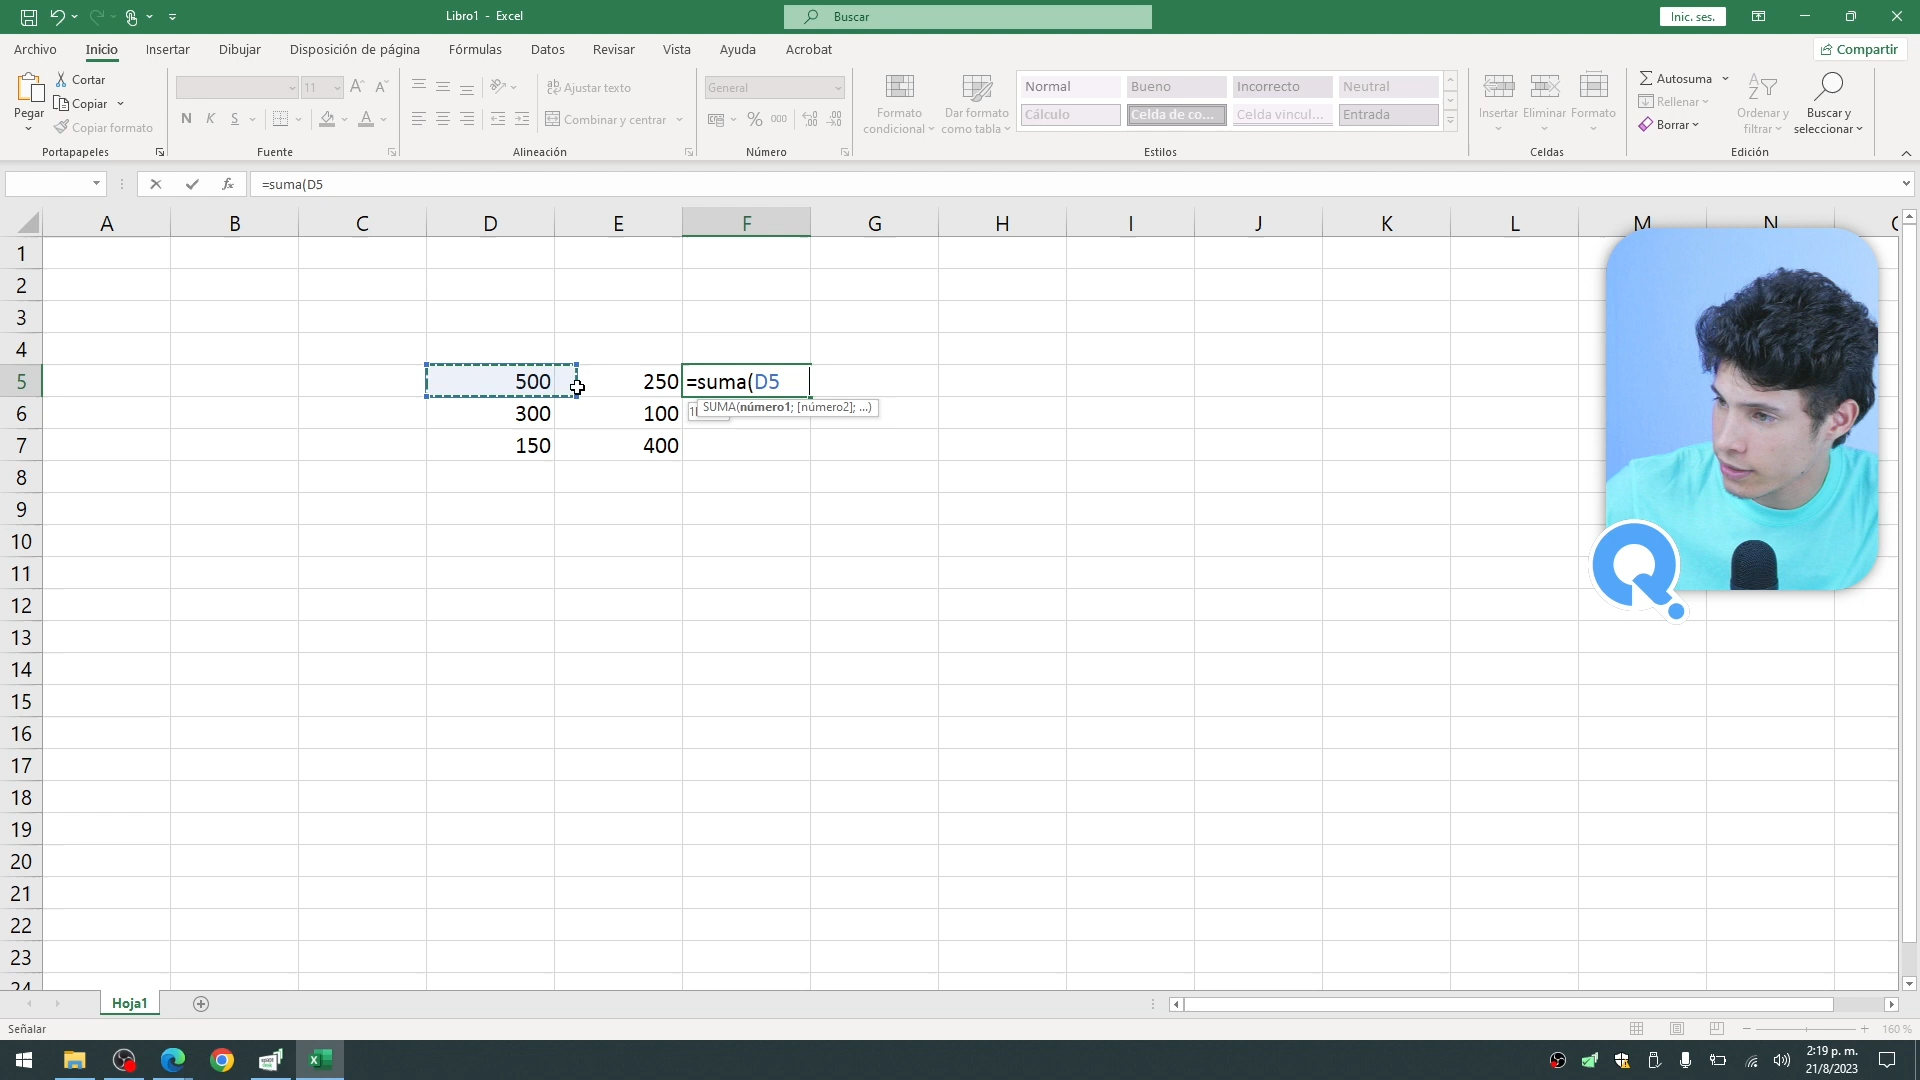 Libro1 - Excel
Buscar
Inic. ses.
Archivo Inicio Insertar Dibujar Disposición de página Fórmulas Datos Revisar Vista Ayuda Acrobat
Compartir
Pegar
Cortar
Copiar
Copiar formato
Portapapeles
11
N K S
Fuente
Ajustar texto
Combinar y centrar
Alineación
General
% 000
Número
Formato condicional
Dar formato como tabla
Normal Bueno Incorrecto Neutral
Cálculo Celda de co... Celda vincul... Entrada
Estilos
Insertar Eliminar Formato
Celdas
Autosuma
Rellenar
Borrar
Ordenar y filtrar
Buscar y seleccionar
Edición
fx
=suma(D5
A B C D E F G H I J K L M N
1
2
3
4
5 500 250 =suma(D5
SUMA(número1; [número2]; ...)
6 300 100
7 150 400
8
9
10
11
12
13
14
15
16
17
18
19
20
21
22
23
24
Hoja1
Señalar
160 %
2:19 p. m.
21/8/2023